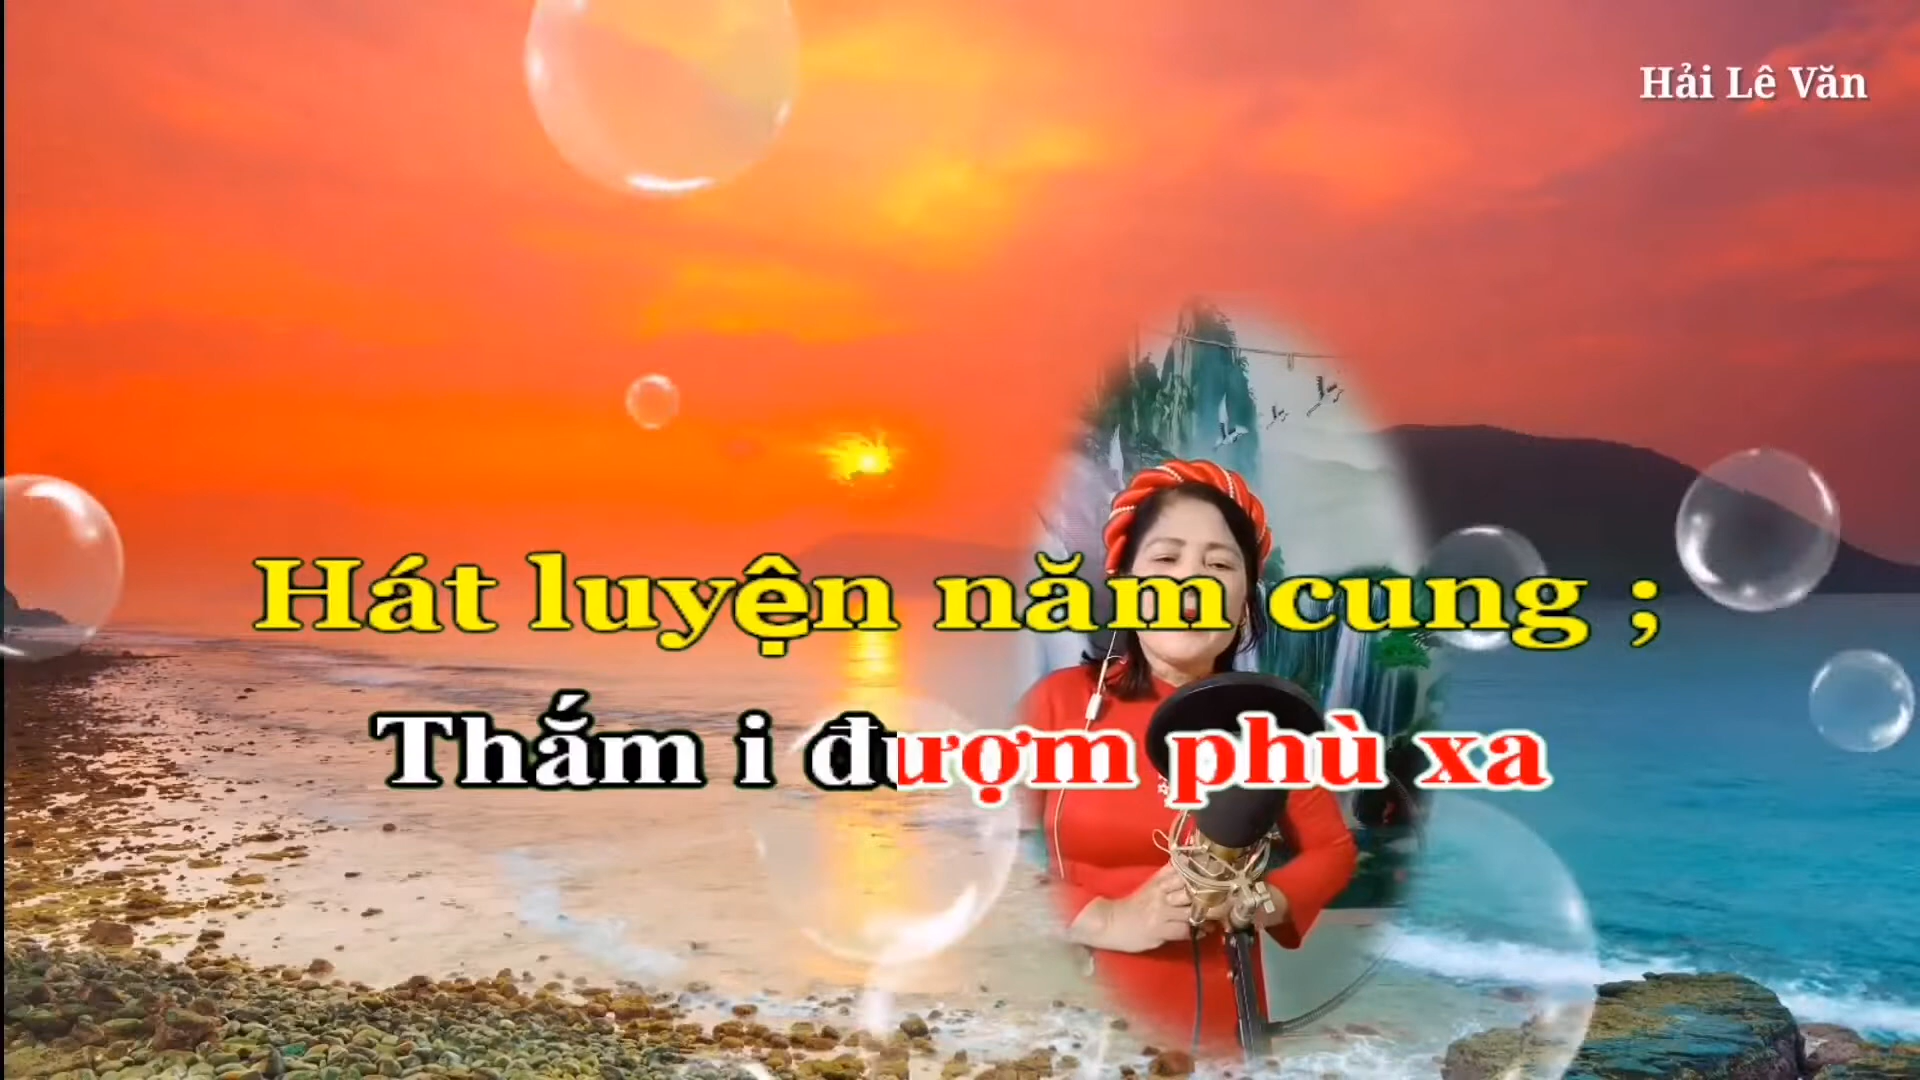 Hải Lê Văn
Hát luyện năm cung ;
Thắm i đượm phù xa